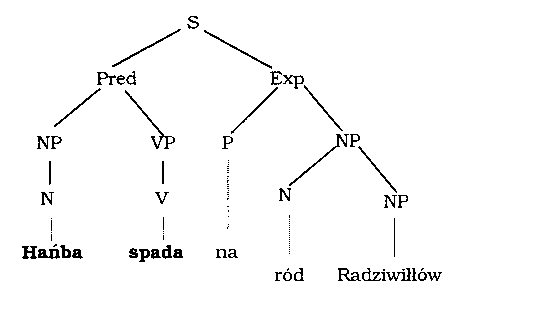 S
Pred Exp
NP VP P NP
N V N NP
Hańba spada na
ród Radziwiłłów